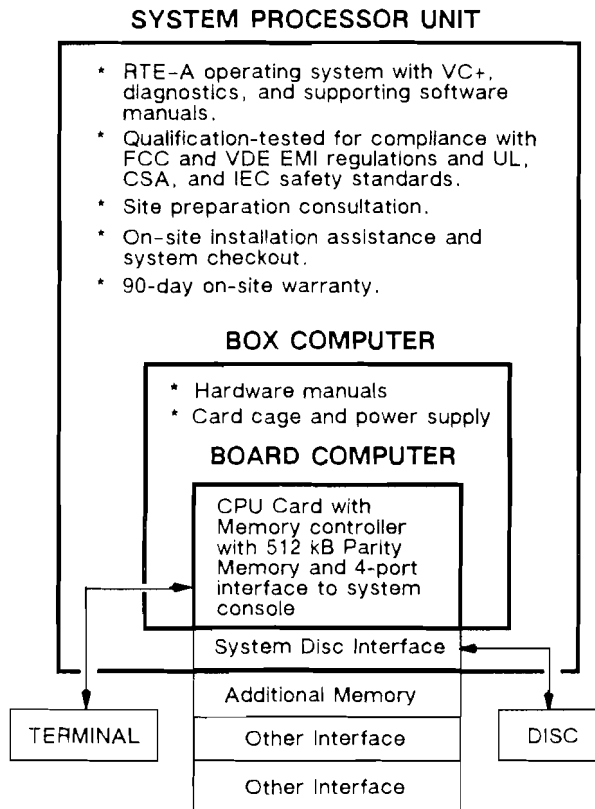 SYSTEM PROCESSOR UNIT
* RTE-A operating system with VC+,
diagnostics, and supporting software
manuals.
* Qualification-tested for compliance with
FCC and VDE EMI regulations and UL,
CSA, and IEC safety standards.
* Site preparation consultation.
* On-site installation assistance and
system checkout.
* 90-day on-site warranty.
BOX COMPUTER
* Hardware manuals
* Card cage and power supply
BOARD COMPUTER
CPU Card with
Memory controller
with 512 kB Parity
Memory and 4-port
interface to system
console
System Disc Interface
Additional Memory
TERMINAL
Other Interface
DISC
Other Interface